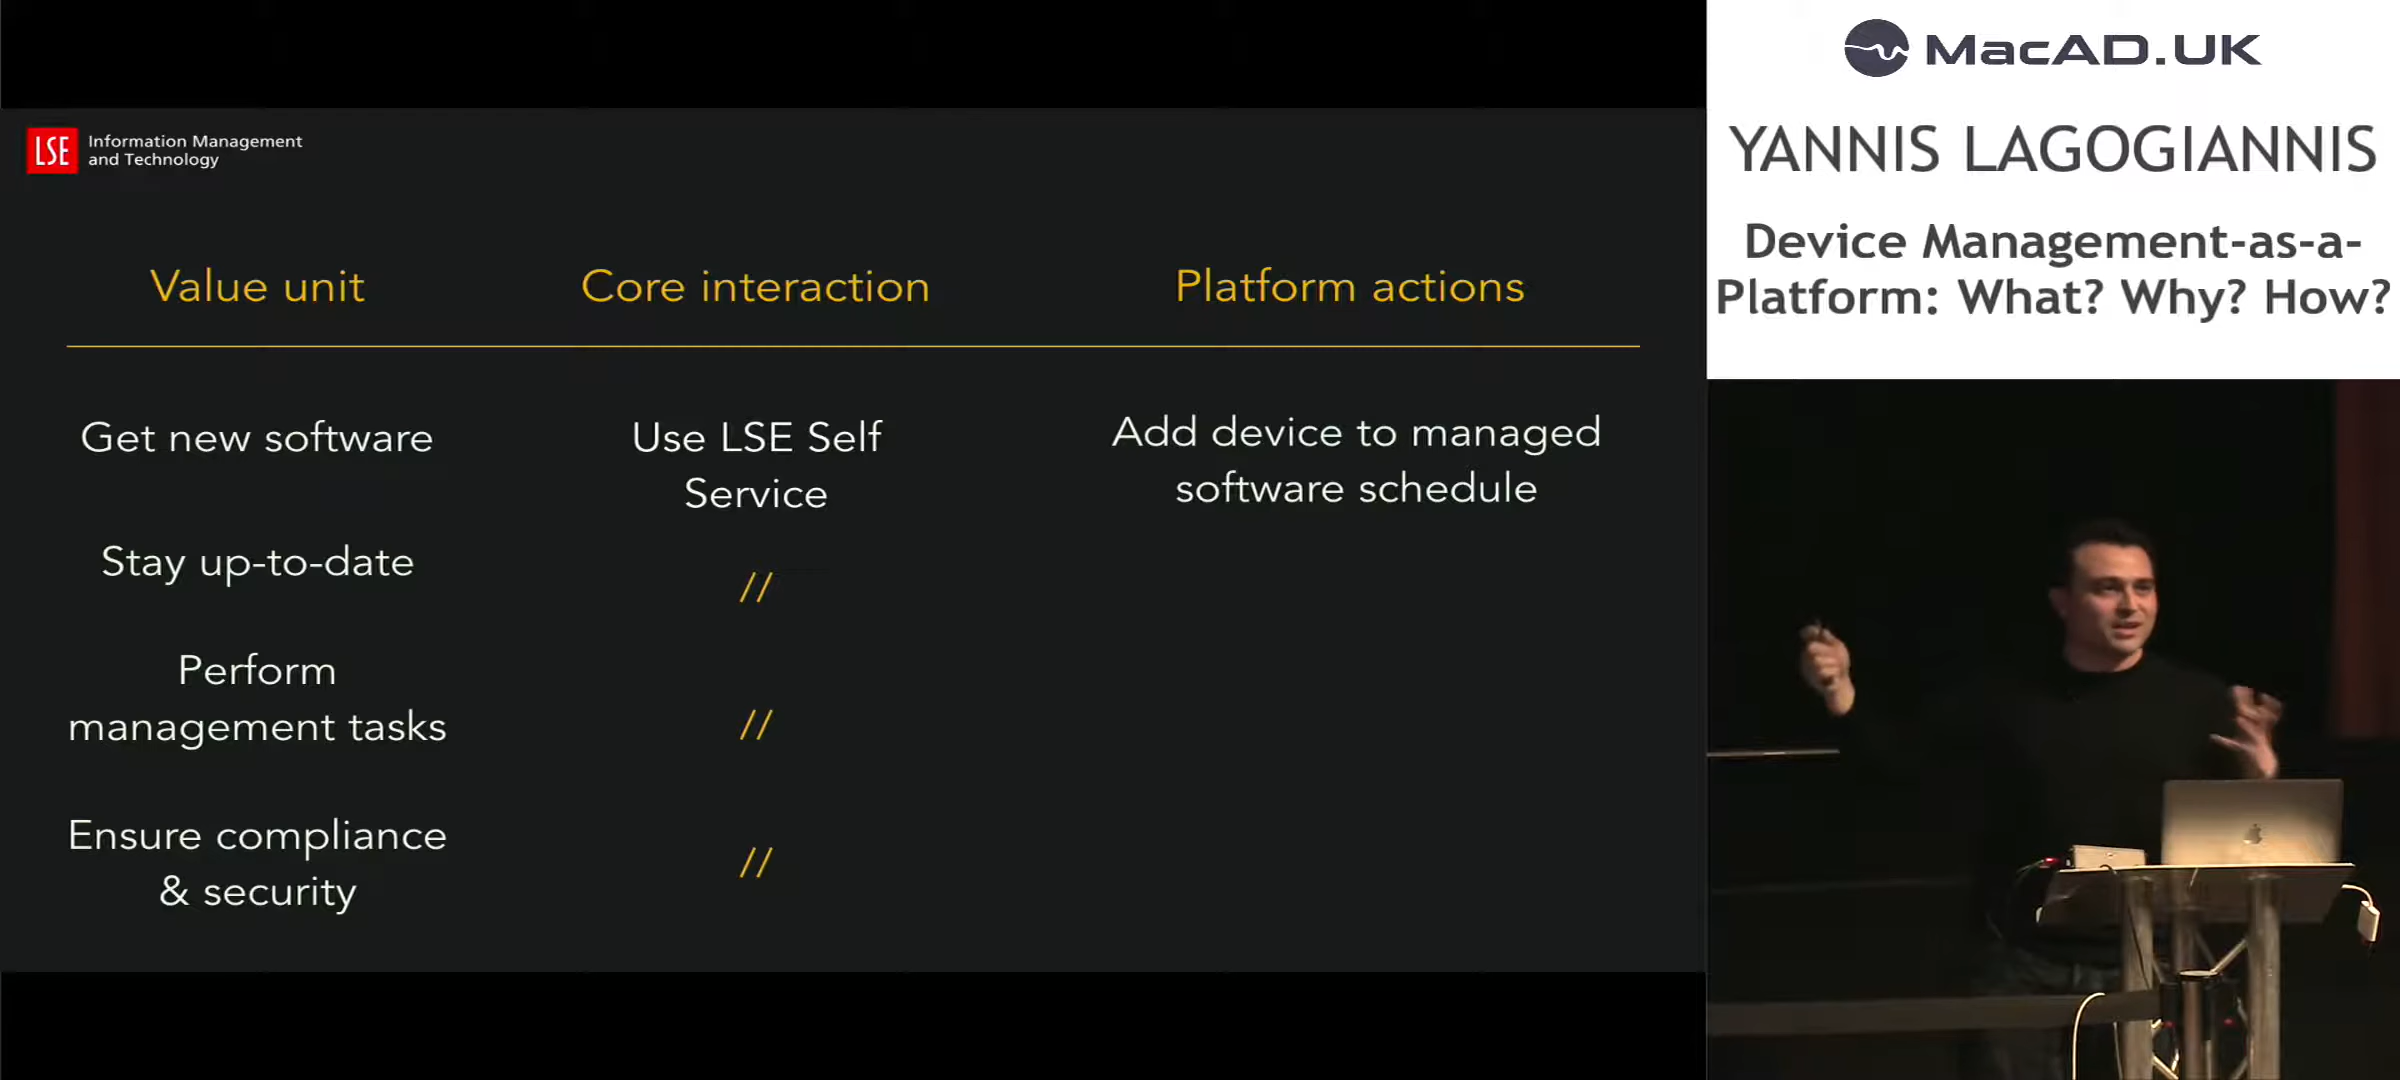 LSE
Information Management
and Technology
Value unit
Core interaction
Platform actions
Get new software
Use LSE Self
Service
Add device to managed
software schedule
Stay up-to-date
//
Perform
management tasks
//
Ensure compliance
& security
//
MacAD.UK
YANNIS LAGOGIANNIS
Device Management-as-a-
Platform: What? Why? How?